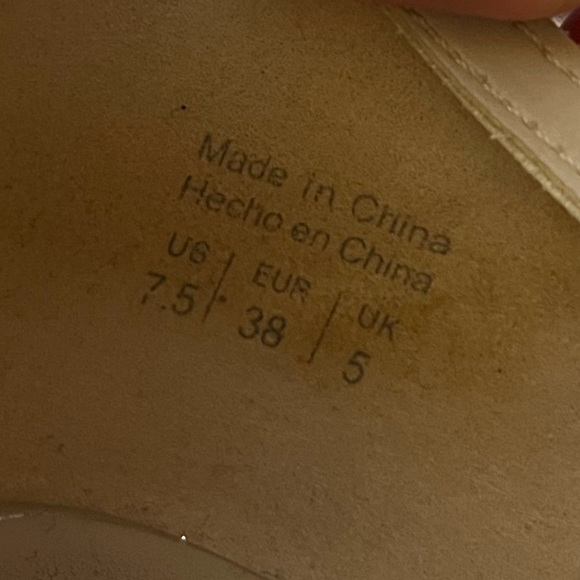 Made in China
Hecho en China
US / EUR / UK
7.5 / 38 / 5